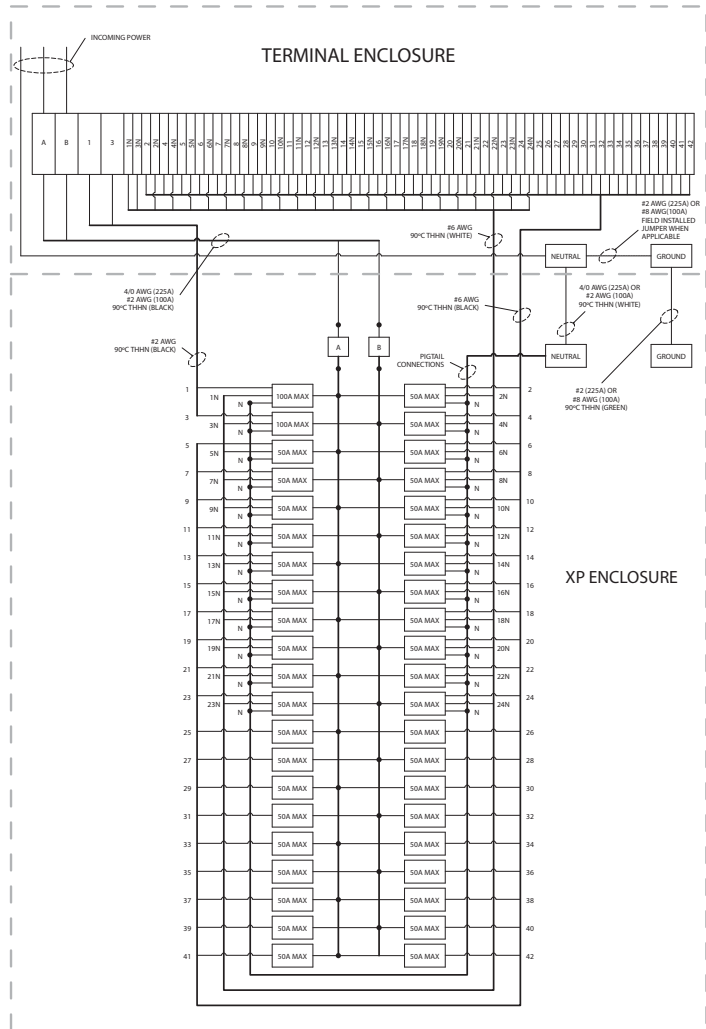 INCOMING POWER
TERMINAL ENCLOSURE
A
B
1
3
1N
3N
2
2N
4
4N
5
5N
6
6N
7
7N
8
8N
9
9N
10
10N
11
11N
12
12N
13
13N
14
14N
15
15N
16
16N
17
17N
18
18N
19
19N
20
20N
21
21N
22
22N
23
23N
24
24N
25
26
27
28
29
30
31
32
33
34
35
36
37
38
39
40
41
42
#2 AWG (225A) OR
#8 AWG(100A)
FIELD INSTALLED
JUMPER WHEN
APPLICABLE
#6 AWG
90ºC THHN (WHITE)
NEUTRAL
GROUND
4/0 AWG (225A)
#2 AWG (100A)
90ºC THHN (BLACK)
#6 AWG
90ºC THHN (BLACK)
4/0 AWG (225A) OR
#2 AWG (100A)
90ºC THHN (WHITE)
#2 AWG
90ºC THHN (BLACK)
A
B
PIGTAIL
CONNECTIONS
NEUTRAL
GROUND
#2 (225A) OR
#8 AWG (100A)
90ºC THHN (GREEN)
1 1N N 100A MAX 50A MAX N 2N 2
3 3N N 100A MAX 50A MAX N 4N 4
5 5N N 50A MAX 50A MAX N 6N 6
7 7N N 50A MAX 50A MAX N 8N 8
9 9N N 50A MAX 50A MAX N 10N 10
11 11N N 50A MAX 50A MAX N 12N 12
13 13N N 50A MAX 50A MAX N 14N 14
15 15N N 50A MAX 50A MAX N 16N 16
17 17N N 50A MAX 50A MAX N 18N 18
19 19N N 50A MAX 50A MAX N 20N 20
21 21N N 50A MAX 50A MAX N 22N 22
23 23N N 50A MAX 50A MAX N 24N 24
25 50A MAX 50A MAX 26
27 50A MAX 50A MAX 28
29 50A MAX 50A MAX 30
31 50A MAX 50A MAX 32
33 50A MAX 50A MAX 34
35 50A MAX 50A MAX 36
37 50A MAX 50A MAX 38
39 50A MAX 50A MAX 40
41 50A MAX 50A MAX 42
XP ENCLOSURE